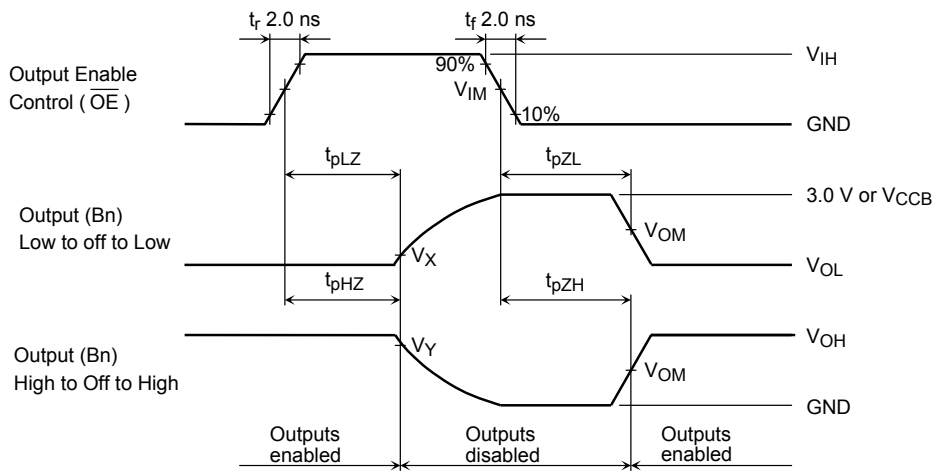 tr 2.0 ns
tf 2.0 ns
Output Enable
Control ( OE )
90%
VIH
VIM
10%
GND
tpLZ
tpZL
3.0 V or VCCB
Output (Bn)
Low to off to Low
VX
VOM
VOL
tpHZ
tpZH
VOH
Output (Bn)
High to Off to High
VY
VOM
GND
Outputs
enabled
Outputs
disabled
Outputs
enabled